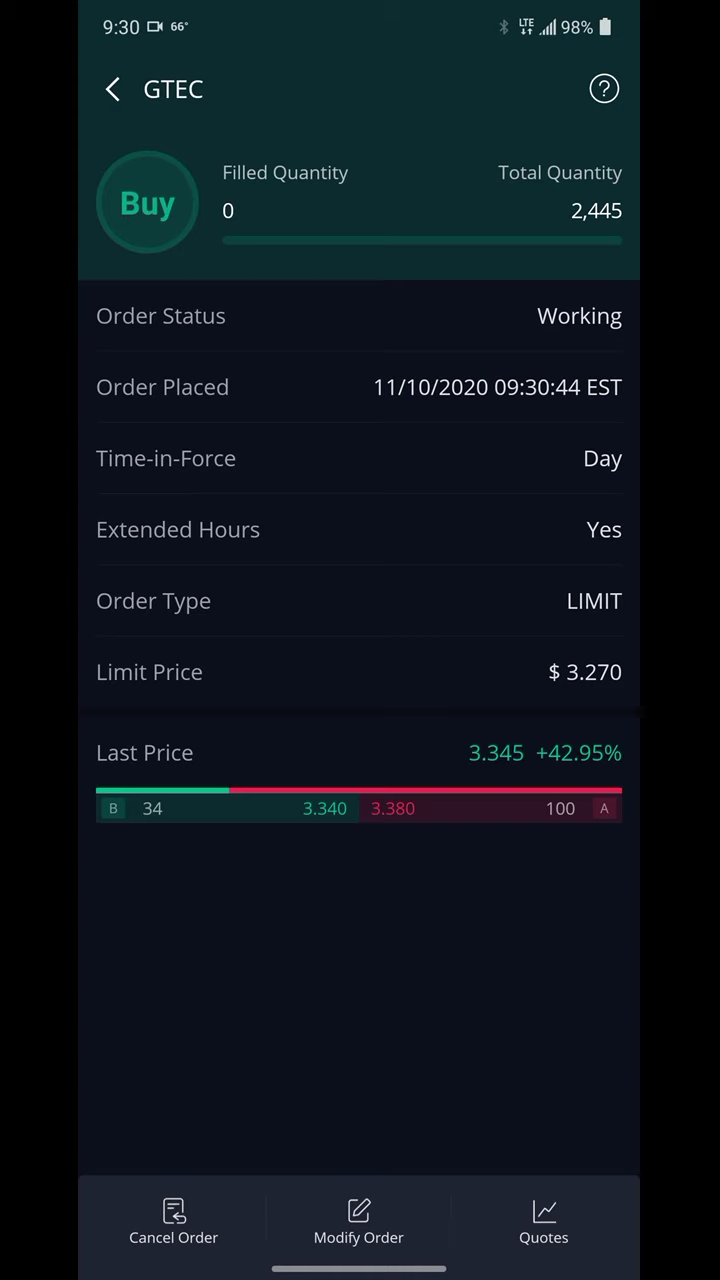 9:30 66° LTE 98%
GTEC ?
Buy
Filled Quantity Total Quantity
0 2,445
Order Status Working
Order Placed 11/10/2020 09:30:44 EST
Time-in-Force Day
Extended Hours Yes
Order Type LIMIT
Limit Price $ 3.270
Last Price 3.345 +42.95%
B 34 3.340 3.380 100 A
Cancel Order Modify Order Quotes